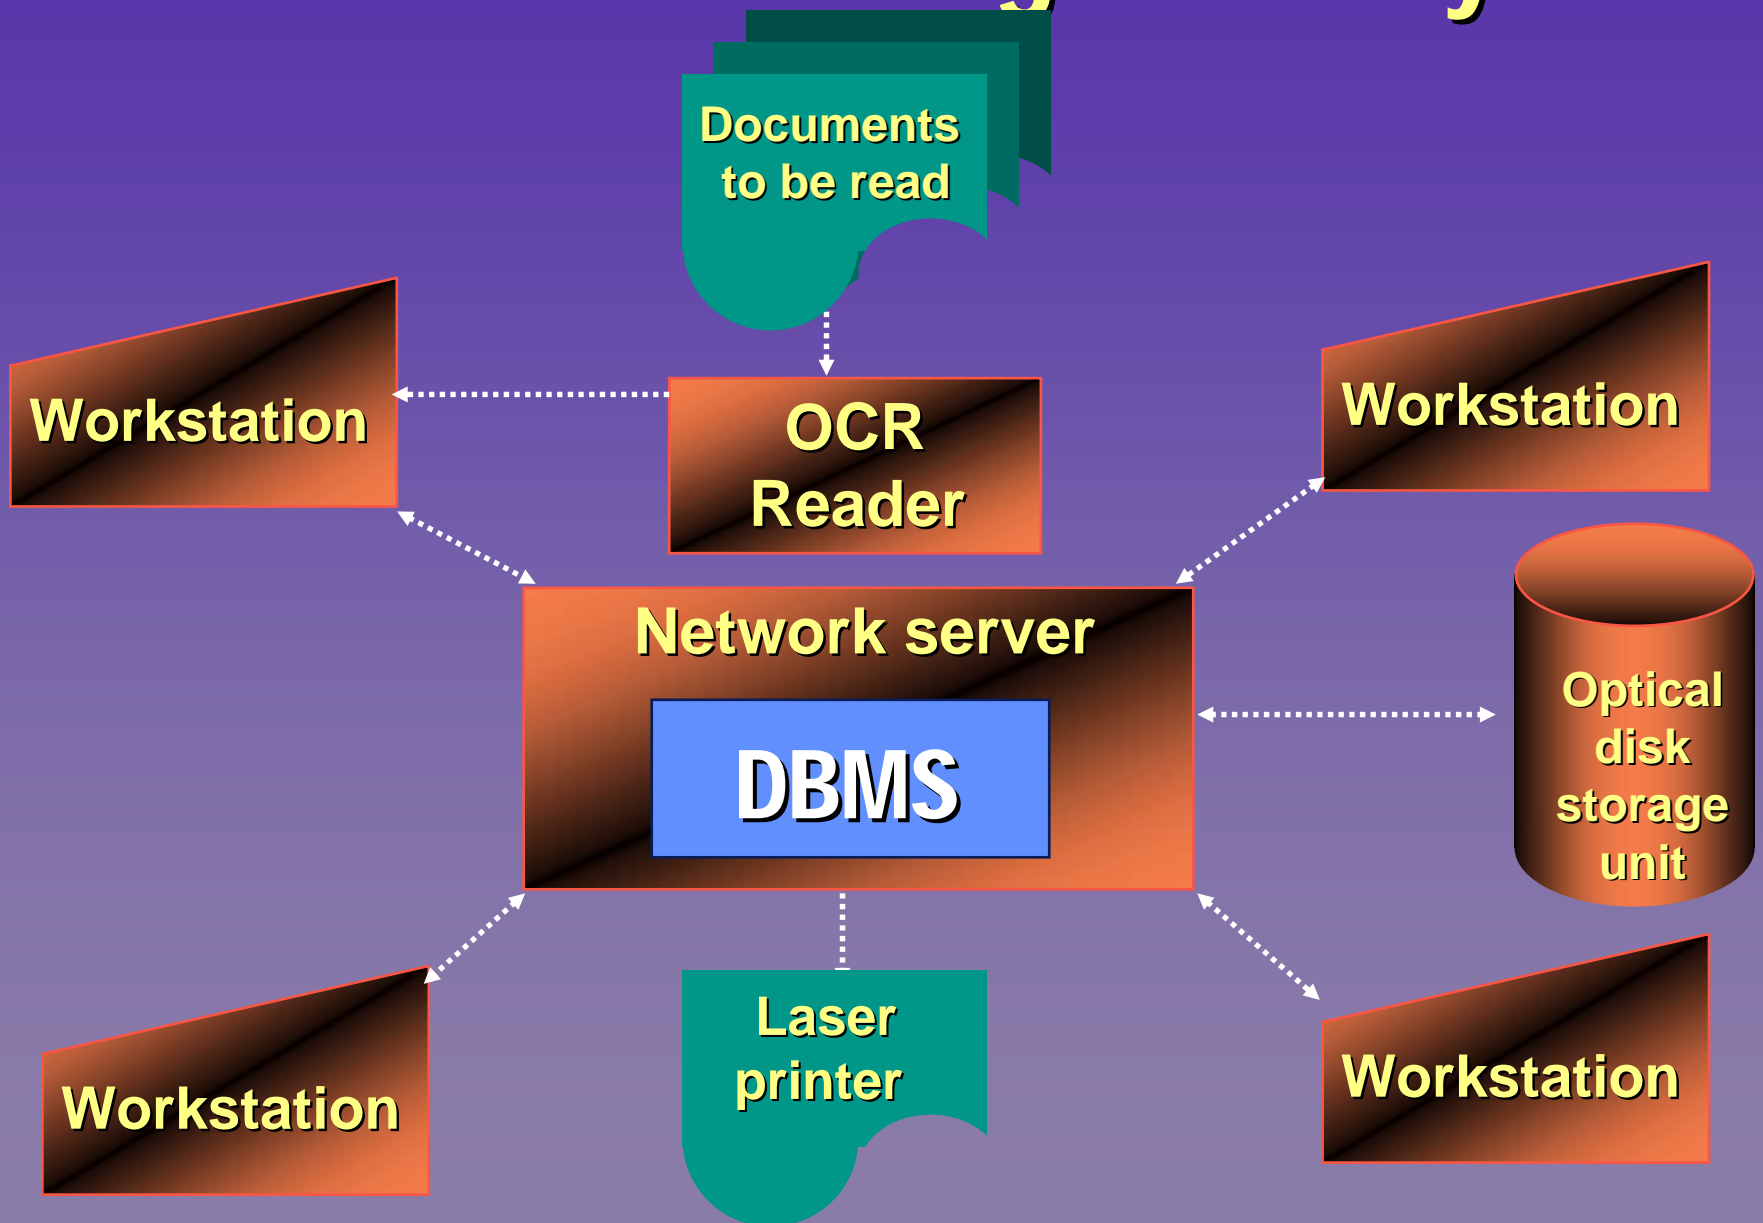 Documents
to be read
Workstation
OCR
Reader
Workstation
Network server
DBMS
Optical
disk
storage
unit
Laser
printer
Workstation
Workstation